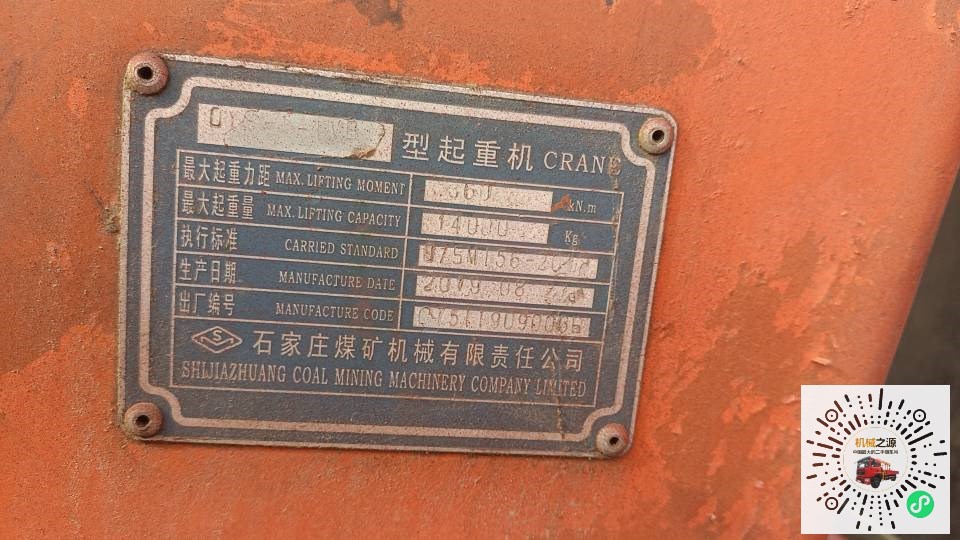 型起重机 CRANE
最大起重力距 MAX. LIFTING MOMENT kN.m
最大起重量 MAX. LIFTING CAPACITY 14000 Kg
执行标准 CARRIED STANDARD
生产日期 MANUFACTURE DATE 2019 08
出厂编号 MANUFACTURE CODE
石家庄煤矿机械有限责任公司
SHIJIAZHUANG COAL MINING MACHINERY COMPANY LIMITED
机械之源